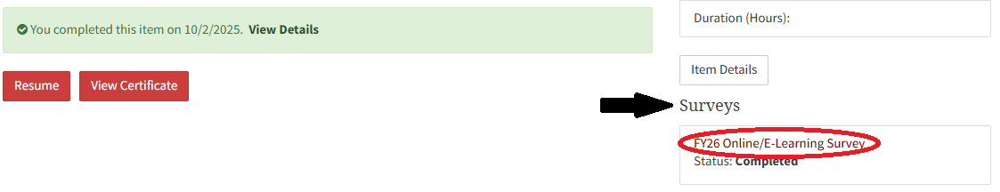 You completed this item on 10/2/2025. View Details
Resume
View Certificate
Duration (Hours):
Item Details
Surveys
FY26 Online/E-Learning Survey
Status: Completed